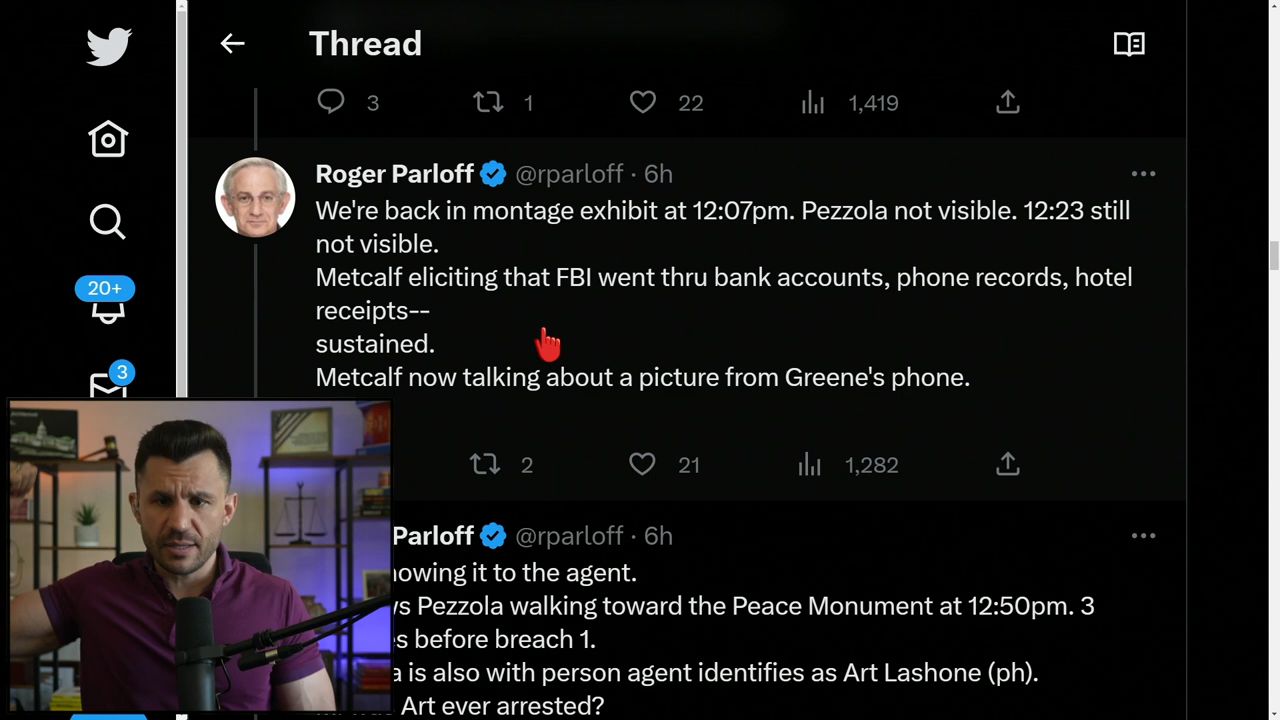 Thread
3 1 22 1,419
Roger Parloff @rparloff · 6h
We're back in montage exhibit at 12:07pm. Pezzola not visible. 12:23 still
not visible.
Metcalf eliciting that FBI went thru bank accounts, phone records, hotel
receipts--
sustained.
Metcalf now talking about a picture from Greene's phone.
20+
3
2 21 1,282
Parloff @rparloff · 6h
nowing it to the agent.
s Pezzola walking toward the Peace Monument at 12:50pm. 3
s before breach 1.
a is also with person agent identifies as Art Lashone (ph).
Art ever arrested?